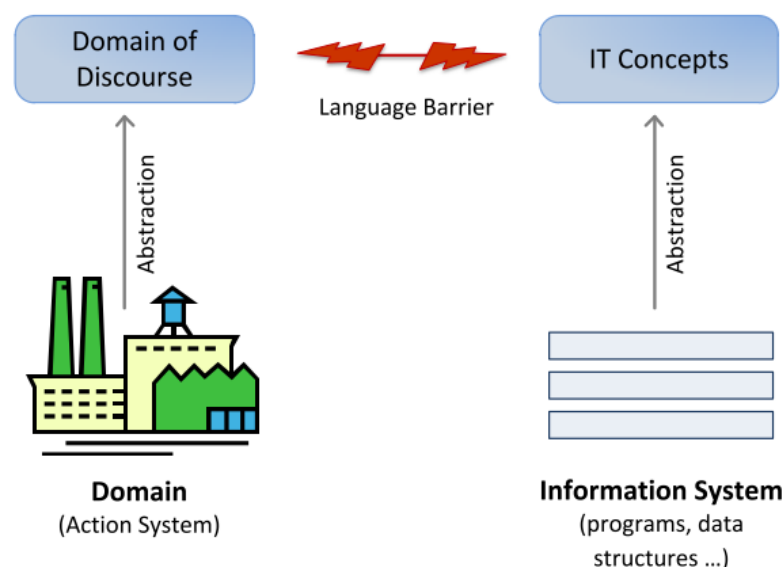 Domain of
Discourse
IT Concepts
Language Barrier
Abstraction
Abstraction
Domain
(Action System)
Information System
(programs, data
structures ...)